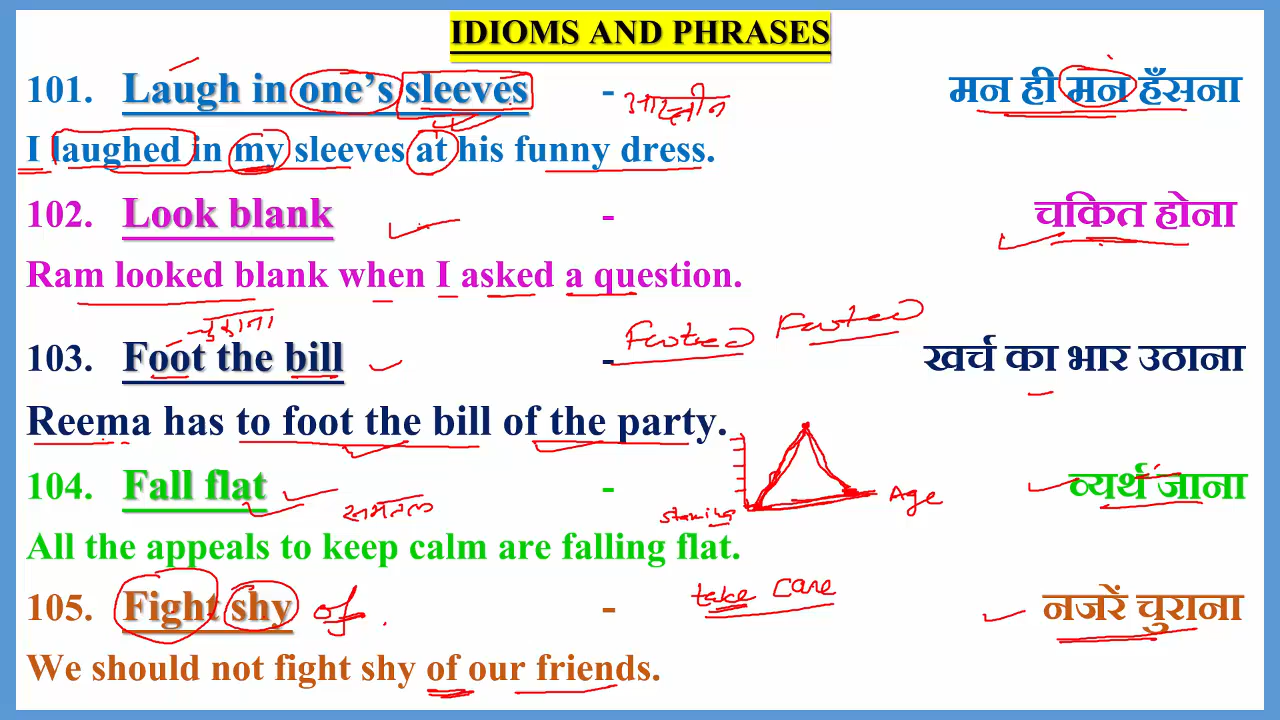 IDIOMS AND PHRASES
101. Laugh in one's sleeves - आस्तीन मन ही मन हँसना
I laughed in my sleeves at his funny dress.
102. Look blank - चकित होना
Ram looked blank when I asked a question.
चुकाना
103. Foot the bill - Footed Footed खर्च का भार उठाना
Reema has to foot the bill of the party.
104. Fall flat - व्यर्थ जाना
समतल stamina Age
All the appeals to keep calm are falling flat.
take care
105. Fight shy of - नजरें चुराना
We should not fight shy of our friends.